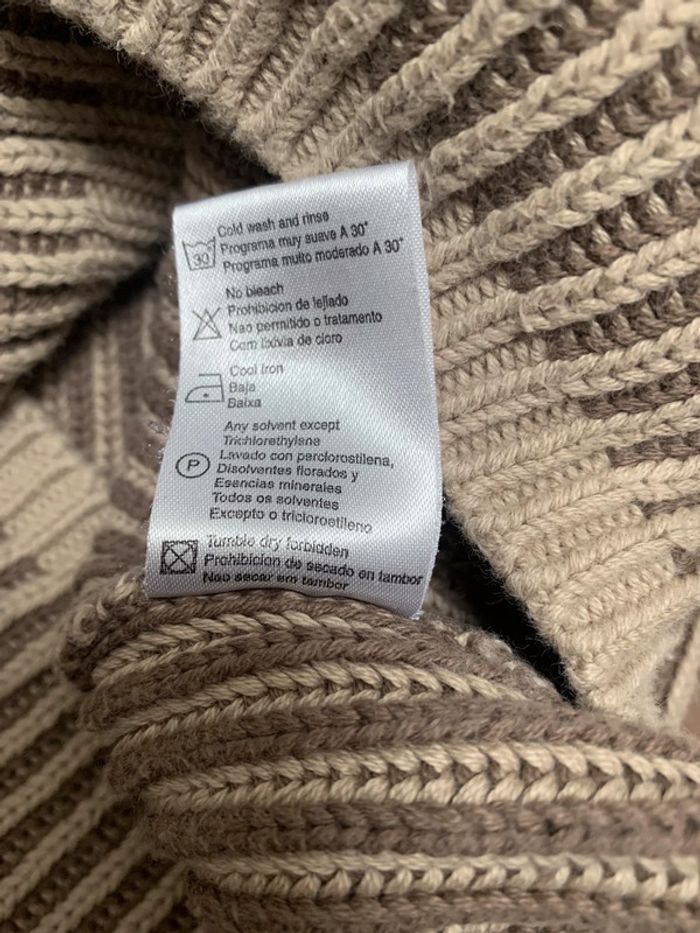 Cold wash and rinse
30
Programa muy suave A 30°
Programa muito moderado A 30°
No bleach
Prohibicion de lejiado
Nao permitido o tratamento
Com lixivia de cloro
Cool Iron
Baja
Baixa
Any solvent except
Trichlorethylene
P
Lavado con perclorostilena,
Disolventes florados y
Esencias minerales
Todos os solventes
Excepto o tricloroetileno
Tumble dry forbidden
Prohibicion de secado en tambor
Nao secar em tambor